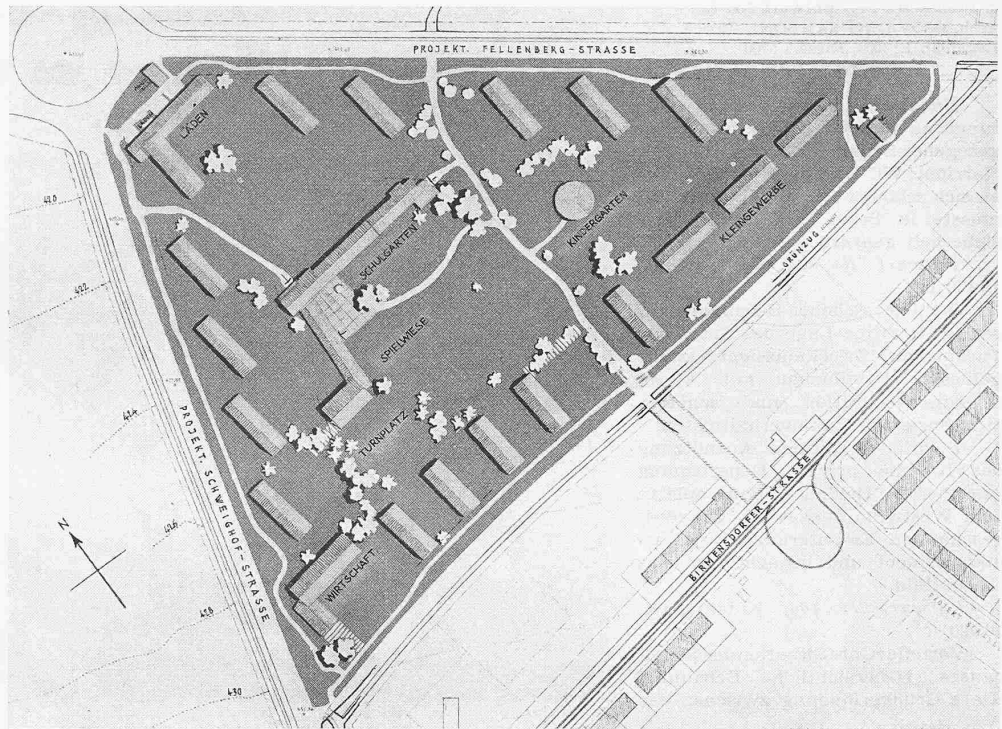 PROJEKT. FELLENBERG-STRASSE
LÄDEN
SCHULGARTEN
KINDERGARTEN
KLEINGEWERBE
GRÜNZUG
SPIELWIESE
TURNPLATZ
WIRTSCHAFT
PROJEKT. SCHWEIGHOF-STRASSE
BIRMENSDORFER-STRASSE
420
422
424
426
428
430
N